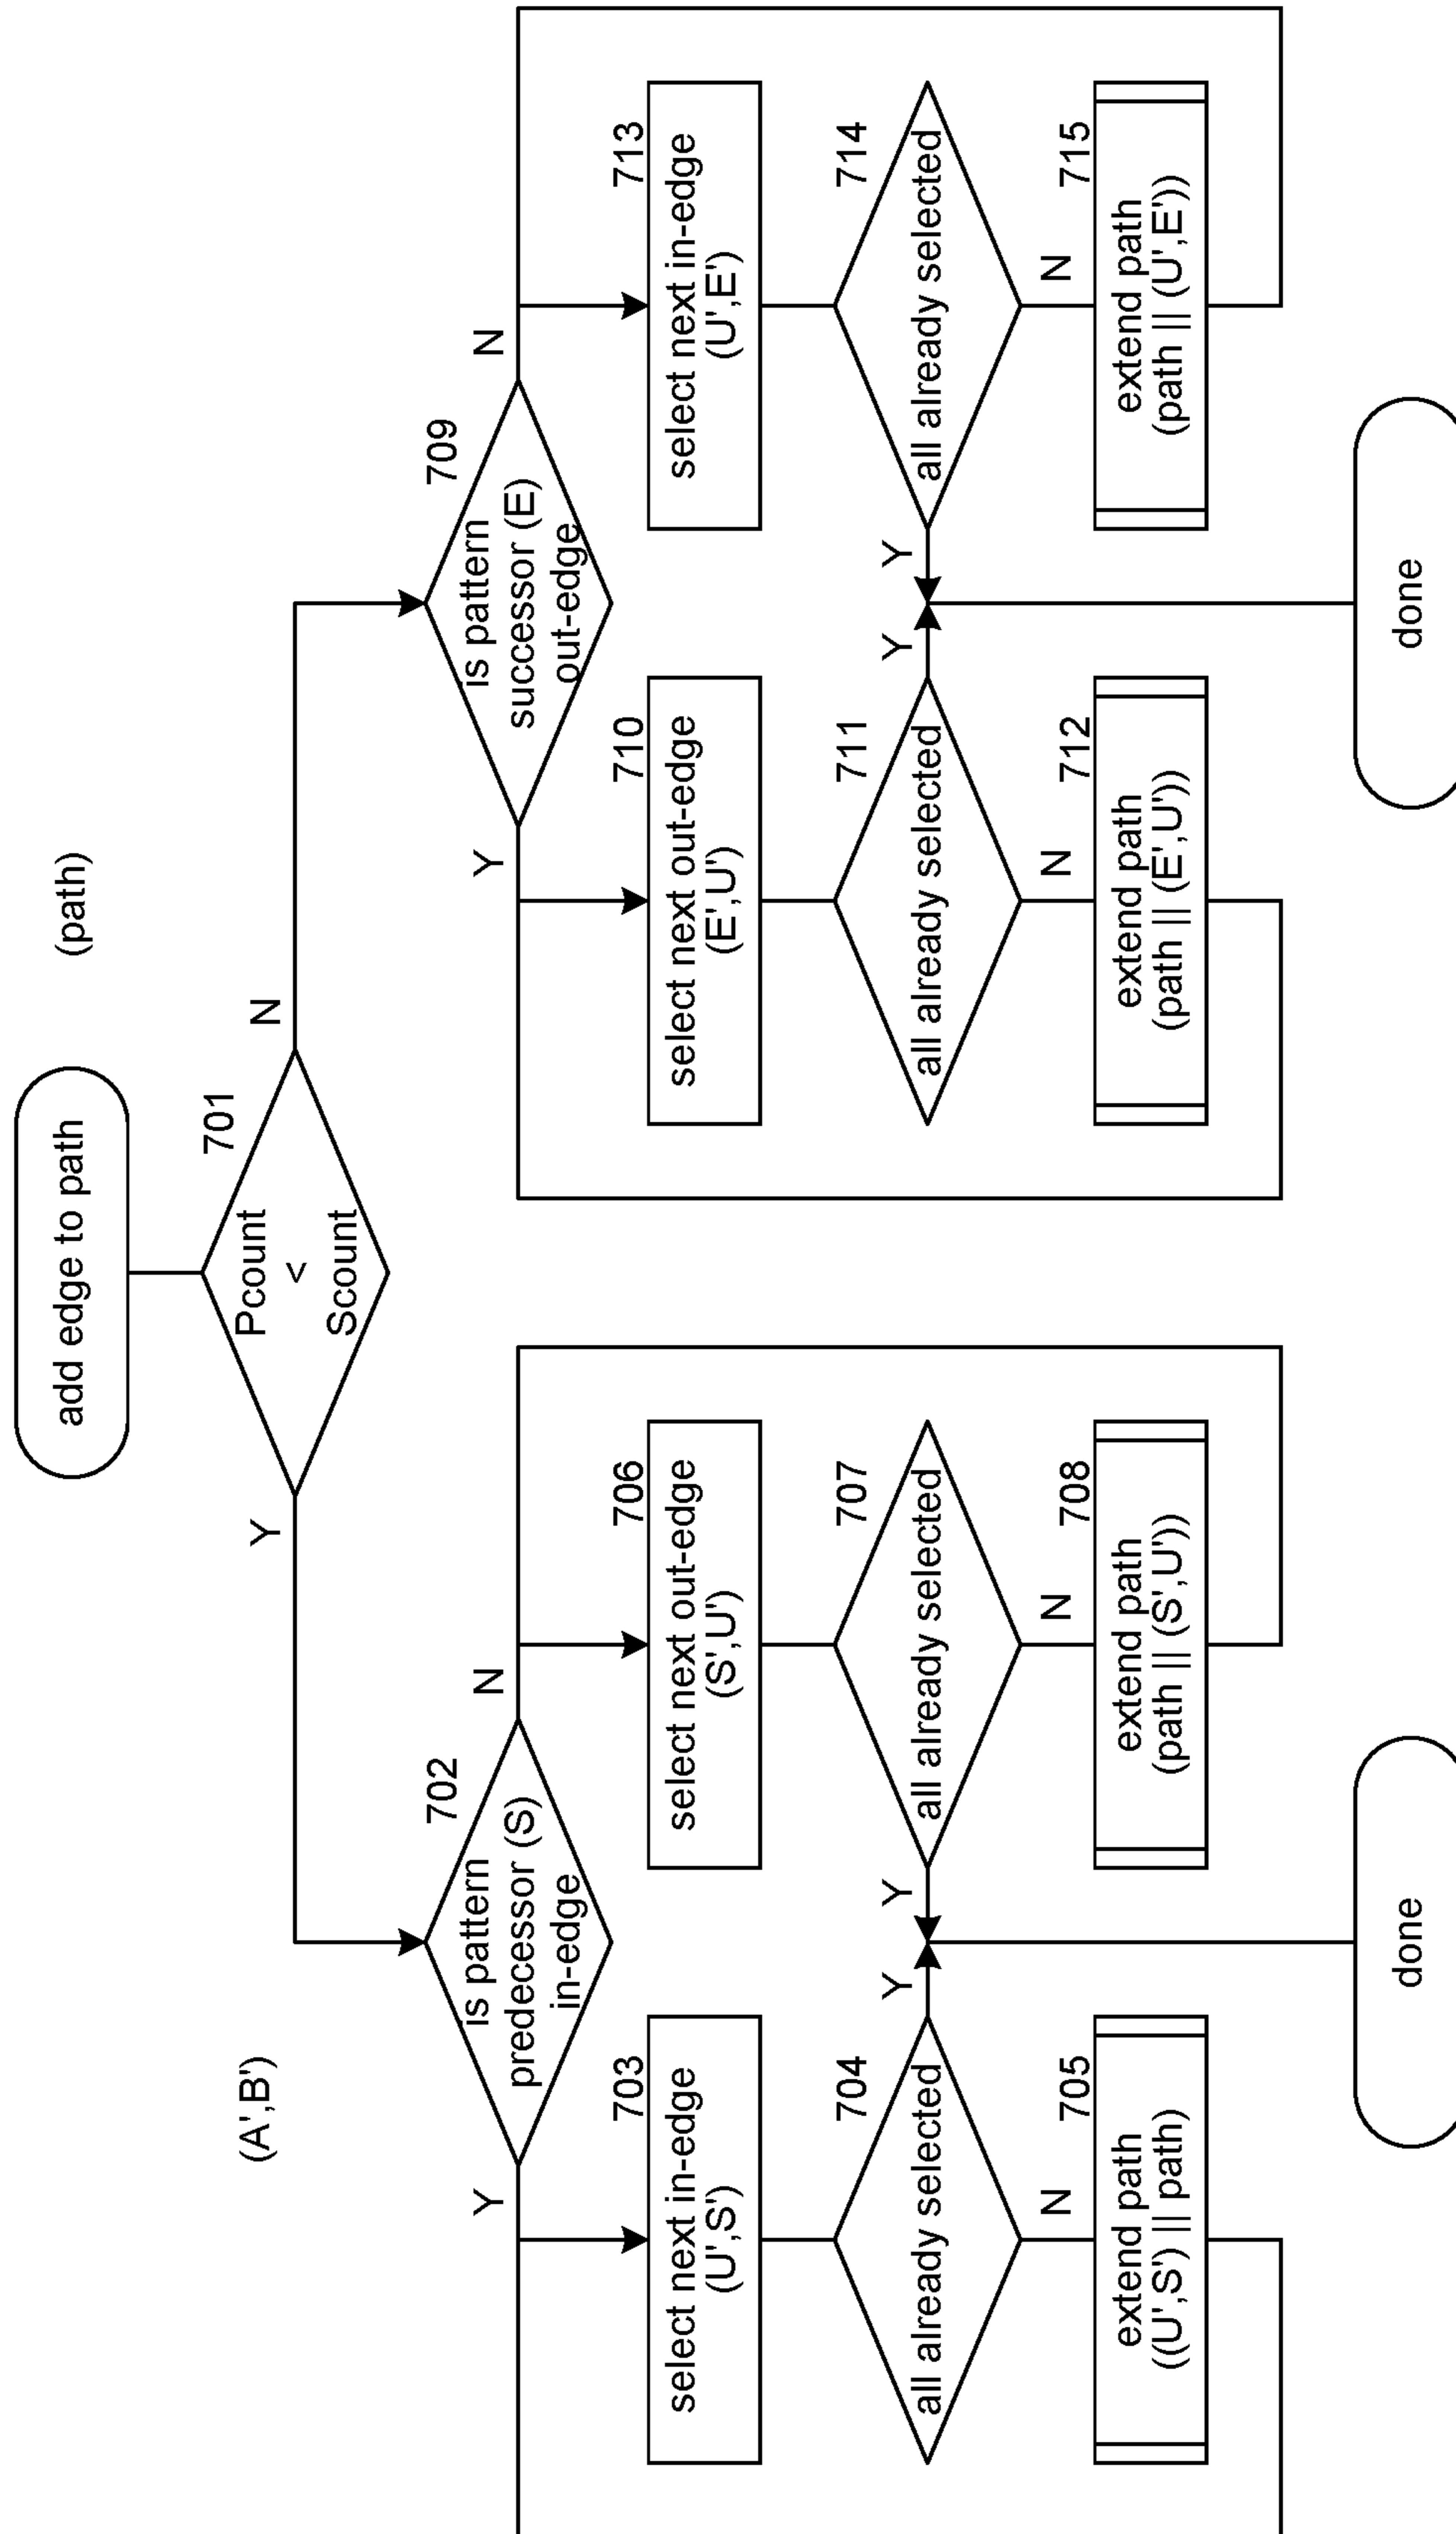 add edge to path
(path)
701
Pcount
<
Scount
Y
N
(A',B')
702
is pattern
predecessor (S)
in-edge
Y
N
709
is pattern
successor (E)
out-edge
Y
N
703
select next in-edge
(U',S')
706
select next out-edge
(S',U')
710
select next out-edge
(E',U')
713
select next in-edge
(U',E')
704
all already selected
Y
N
707
all already selected
Y
N
711
all already selected
Y
N
714
all already selected
Y
N
705
extend path
((U',S') || path)
708
extend path
(path || (S',U'))
712
extend path
(path || (E',U'))
715
extend path
(path || (U',E'))
done
done